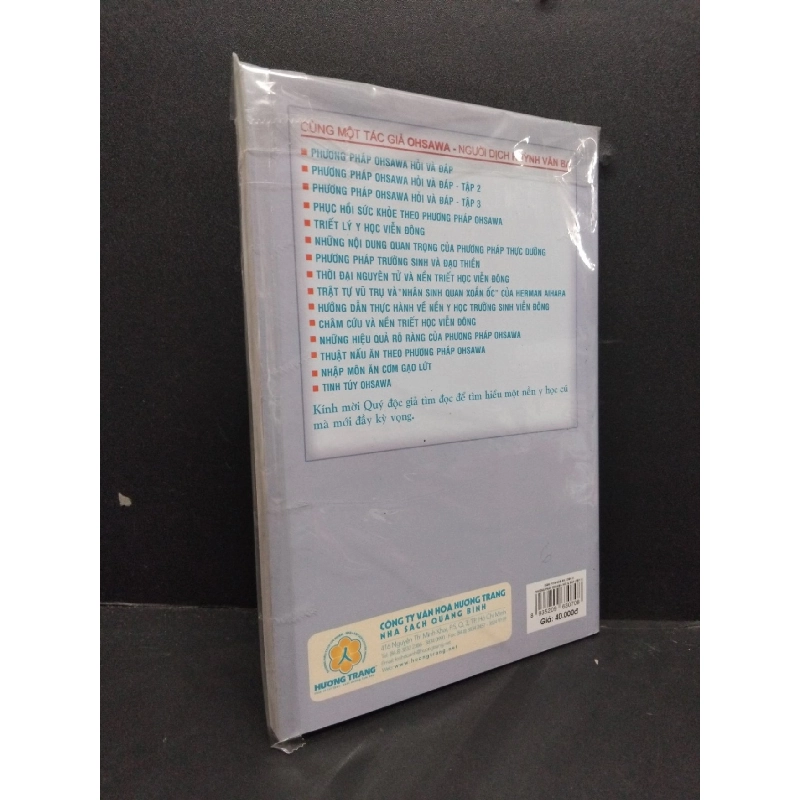 CÙNG MỘT TÁC GIẢ OHSAWA - NGƯỜI DỊCH HUỲNH VĂN BA
PHƯƠNG PHÁP OHSAWA HỎI VÀ ĐÁP
PHƯƠNG PHÁP OHSAWA HỎI VÀ ĐÁP - TẬP 2
PHƯƠNG PHÁP OHSAWA HỎI VÀ ĐÁP - TẬP 3
PHỤC HỒI SỨC KHỎE THEO PHƯƠNG PHÁP OHSAWA
TRIẾT LÝ Y HỌC VIỄN ĐÔNG
NHỮNG NỘI DUNG QUAN TRỌNG CỦA PHƯƠNG PHÁP THỰC DƯỠNG
PHƯƠNG PHÁP TRƯỜNG SINH VÀ ĐẠO THIỀN
THỜI ĐẠI NGUYÊN TỬ VÀ NỀN TRIẾT HỌC VIỄN ĐÔNG
TRẬT TỰ VŨ TRỤ VÀ "NHÂN SINH QUAN XOẮN ỐC" CỦA HERMAN AIHARA
HƯỚNG DẪN THỰC HÀNH VỀ NỀN Y HỌC TRƯỜNG SINH VIỄN ĐÔNG
CHÂM CỨU VÀ NỀN TRIẾT HỌC VIỄN ĐÔNG
NHỮNG HIỆU QUẢ RÕ RÀNG CỦA PHƯƠNG PHÁP OHSAWA
THUẬT NẤU ĂN THEO PHƯƠNG PHÁP OHSAWA
NHẬP MÔN ĂN CƠM GẠO LỨT
TINH TÚY OHSAWA
Kính mời Quý độc giả tìm đọc để tìm hiểu một nền y học cũ
mà mới đầy kỳ vọng.
CÔNG TY VĂN HÓA HƯƠNG TRANG
NHÀ SÁCH QUANG BÌNH
www.huongtrang.net
HƯƠNG TRANG
Giá: 40.000đ